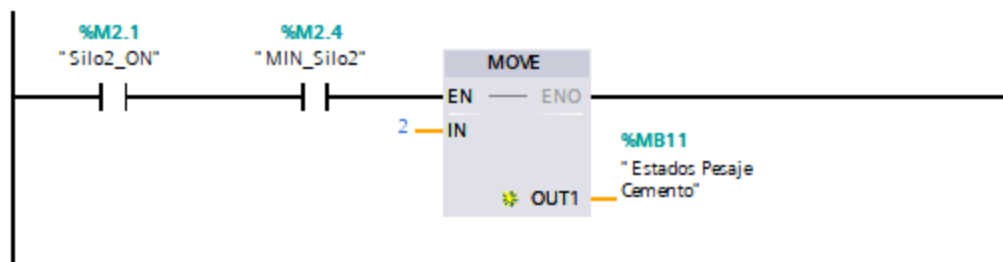 %M2.1
"Silo2_ON"
%M2.4
"MIN_Silo2"
MOVE
EN
ENO
2
IN
%MB11
"Estados Pesaje
Cemento"
OUT1